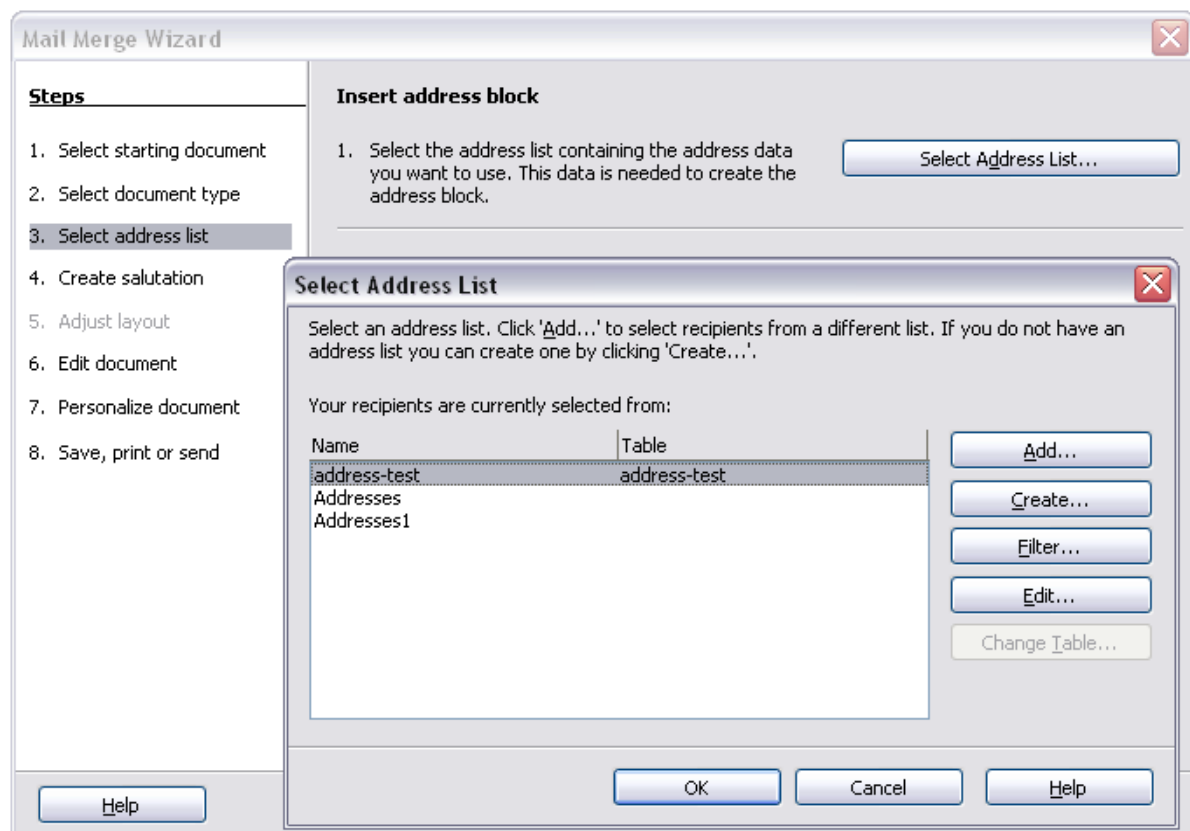 Mail Merge Wizard
Steps
1. Select starting document
2. Select document type
3. Select address list
4. Create salutation
5. Adjust layout
6. Edit document
7. Personalize document
8. Save, print or send
Help
Insert address block
1. Select the address list containing the address data
you want to use. This data is needed to create the
address block.
Select Address List...
Select Address List
Select an address list. Click 'Add...' to select recipients from a different list. If you do not have an
address list you can create one by clicking 'Create...'.
Your recipients are currently selected from:
Name Table
address-test address-test
Addresses
Addresses1
Add...
Create...
Filter...
Edit...
Change Table...
OK Cancel Help